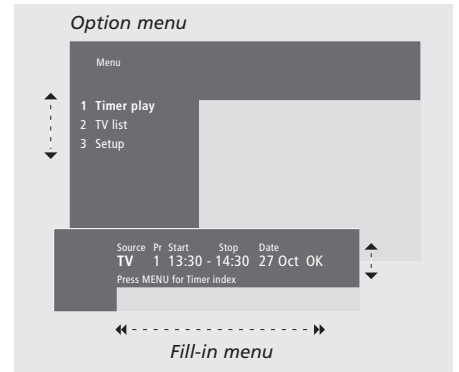 Option menu
Menu
1 Timer play
2 TV list
3 Setup
Source Pr Start Stop Date
TV 1 13:30 - 14:30 27 Oct OK
Press MENU for Timer index
Fill-in menu